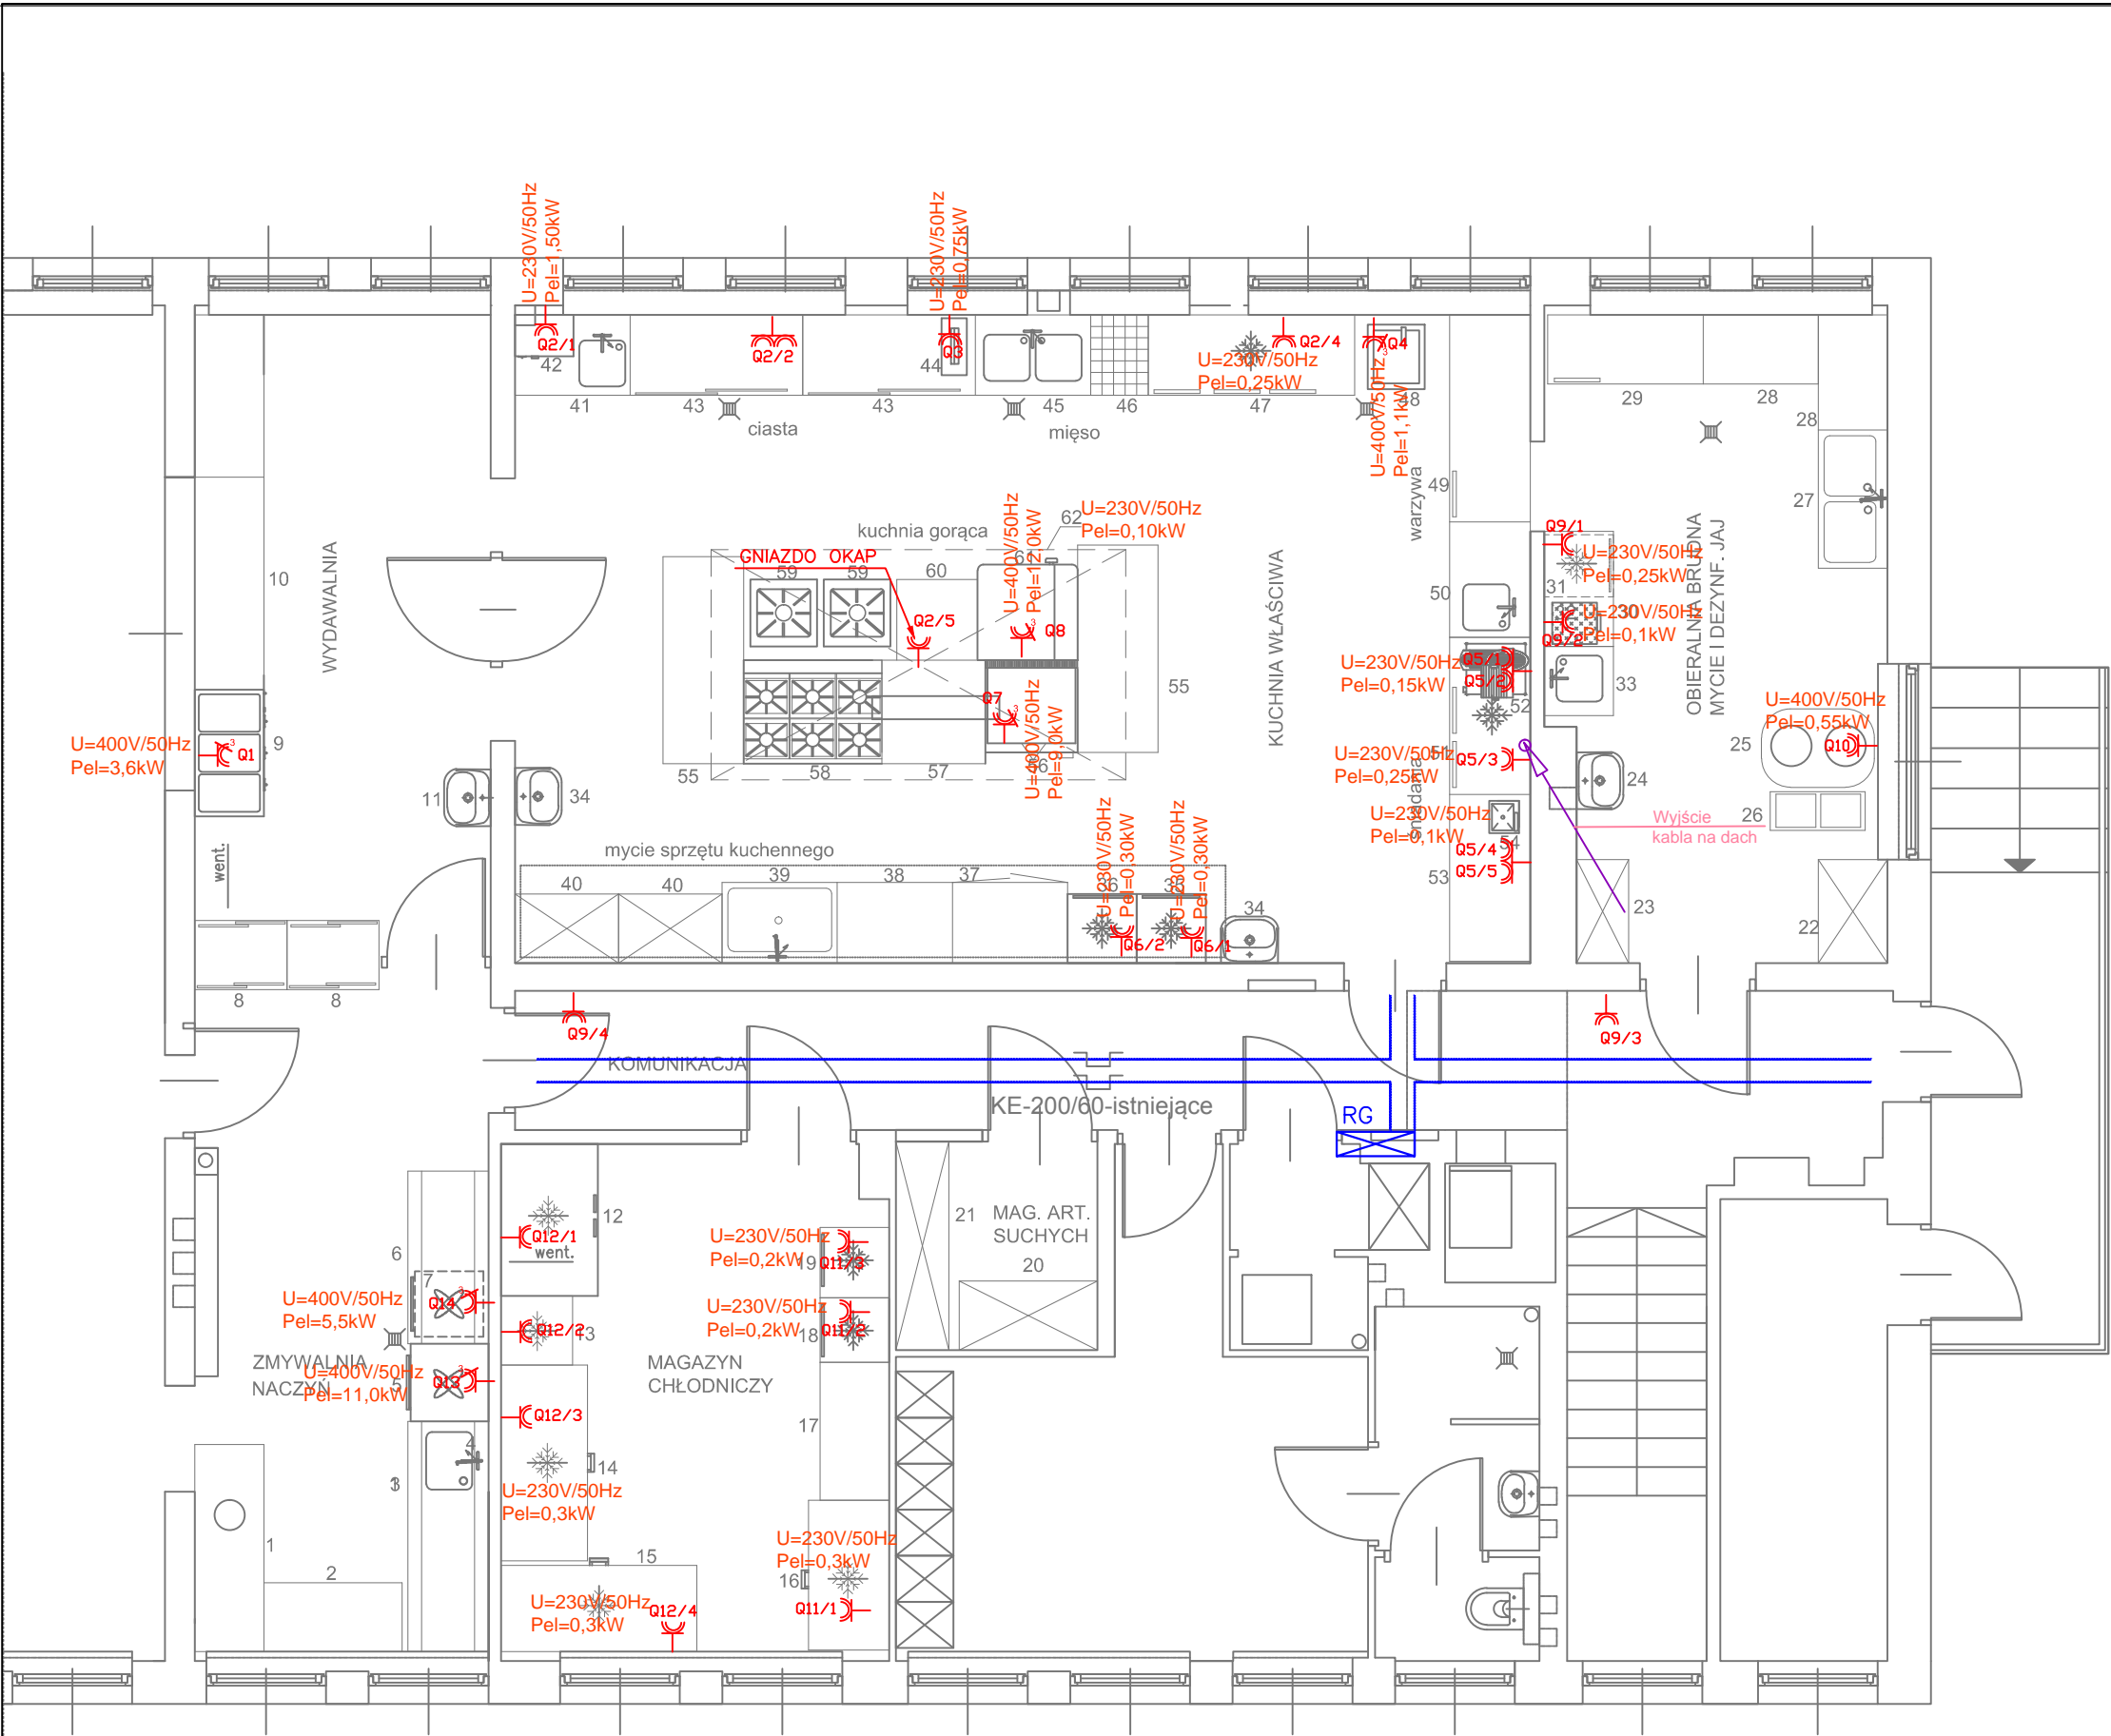 U=230V/50Hz
Pel=1,50kW
U=230V/50Hz
Pel=0,75kW
Q2/1
42
41
Q2/2
43
ciasta
43
44
Q3
45
mięso
46
U=230V/50Hz
Pel=0,25kW
47
Q2/4
Q4
48
U=400V/50Hz
Pel=1,1kW
29
28
28
27
WYDAWALNIA
10
kuchnia gorąca
GNIAZDO OKAP
59
59
60
61
62
U=230V/50Hz
Pel=0,10kW
U=400V/50Hz
Pel=12,0kW
Q2/5
Q8
3
Q7
3
U=400V/50Hz
Pel=9,0kW
55
58
57
56
55
KUCHNIA WŁAŚCIWA
warzywa
49
50
U=230V/50Hz
Pel=0,15kW
Q5/1
Q5/2
52
U=230V/50Hz
Pel=0,25kW
51
Q5/3
śniadania
U=230V/50Hz
Pel=0,1kW
54
Q5/4
Q5/5
53
Q9/1
U=230V/50Hz
Pel=0,25kW
31
30
U=230V/50Hz
Pel=0,1kW
Q9/2
33
OBIERALNIA BRUDNA
MYCIE I DEZYNF. JAJ
U=400V/50Hz
Pel=0,55kW
25
Q10
24
26
Wyjście
kabla na dach
23
22
U=400V/50Hz
Pel=3,6kW
3
Q1
9
11
34
went.
8
8
mycie sprzętu kuchennego
40
40
39
38
37
36
35
U=230V/50Hz
Pel=0,30kW
U=230V/50Hz
Pel=0,30kW
Q6/2
Q6/1
34
Q9/4
Q9/3
KOMUNIKACJA
KE-200/60-istniejące
RG
6
7
U=400V/50Hz
Pel=5,5kW
Q14
3
ZMYWALNIA
NACZYŃ
U=400V/50Hz
Pel=11,0kW
5
Q13
3
4
3
1
2
12
Q12/1
went.
Q12/2
13
Q12/3
14
U=230V/50Hz
Pel=0,3kW
15
U=230V/50Hz
Pel=0,3kW
Q12/4
MAGAZYN
CHŁODNICZY
U=230V/50Hz
Pel=0,2kW
19
Q11/3
U=230V/50Hz
Pel=0,2kW
18
Q11/2
17
U=230V/50Hz
Pel=0,3kW
16
Q11/1
21
MAG. ART.
SUCHYCH
20